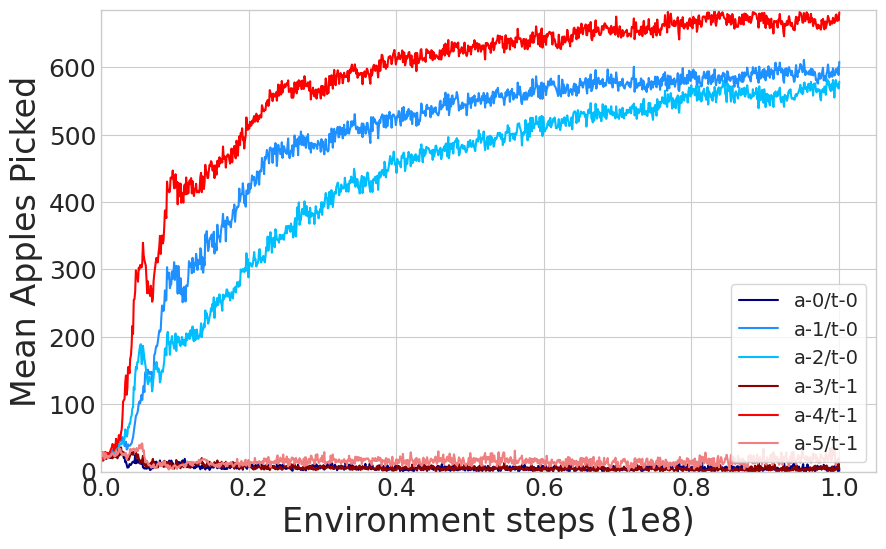 Mean Apples Picked
600
500
400
300
200
100
0
0.0 0.2 0.4 0.6 0.8 1.0
Environment steps (1e8)
a-0/t-0
a-1/t-0
a-2/t-0
a-3/t-1
a-4/t-1
a-5/t-1